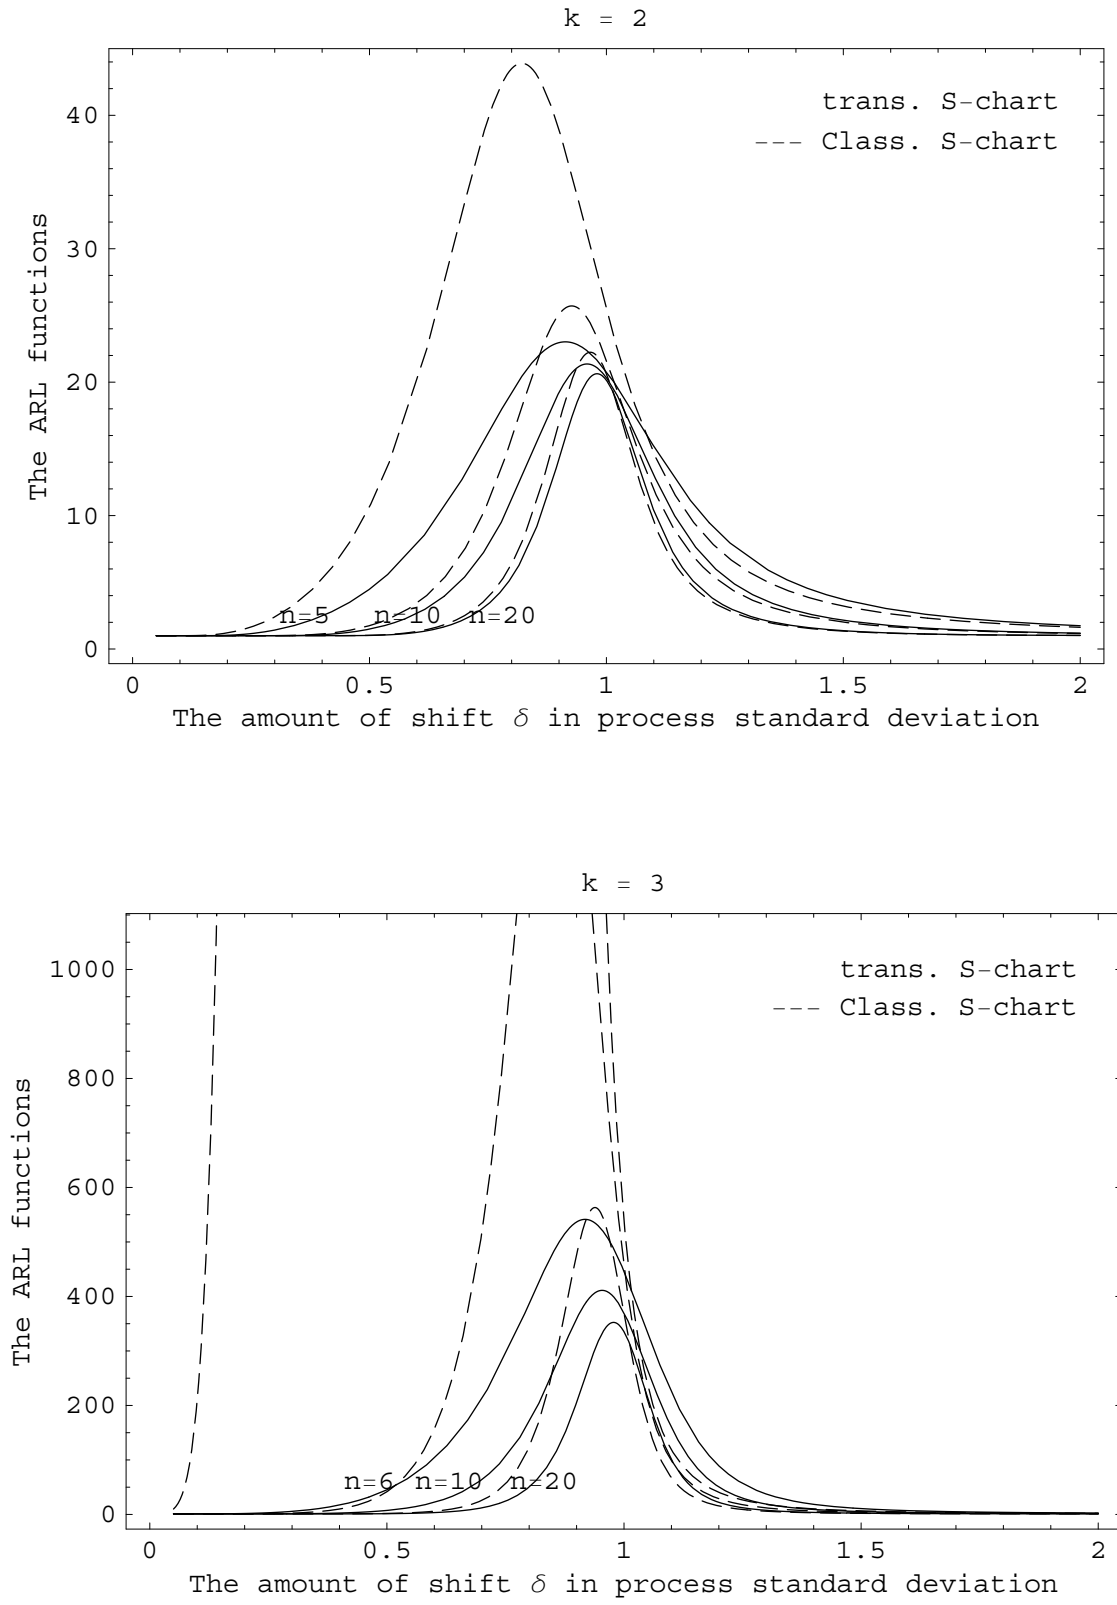 k = 2
trans. S-chart
--- Class. S-chart
The ARL functions
40
30
20
10
0
n=5
n=10
n=20
0
0.5
1
1.5
2
The amount of shift δ in process standard deviation
k = 3
trans. S-chart
--- Class. S-chart
The ARL functions
1000
800
600
400
200
0
n=6
n=10
n=20
0
0.5
1
1.5
2
The amount of shift δ in process standard deviation